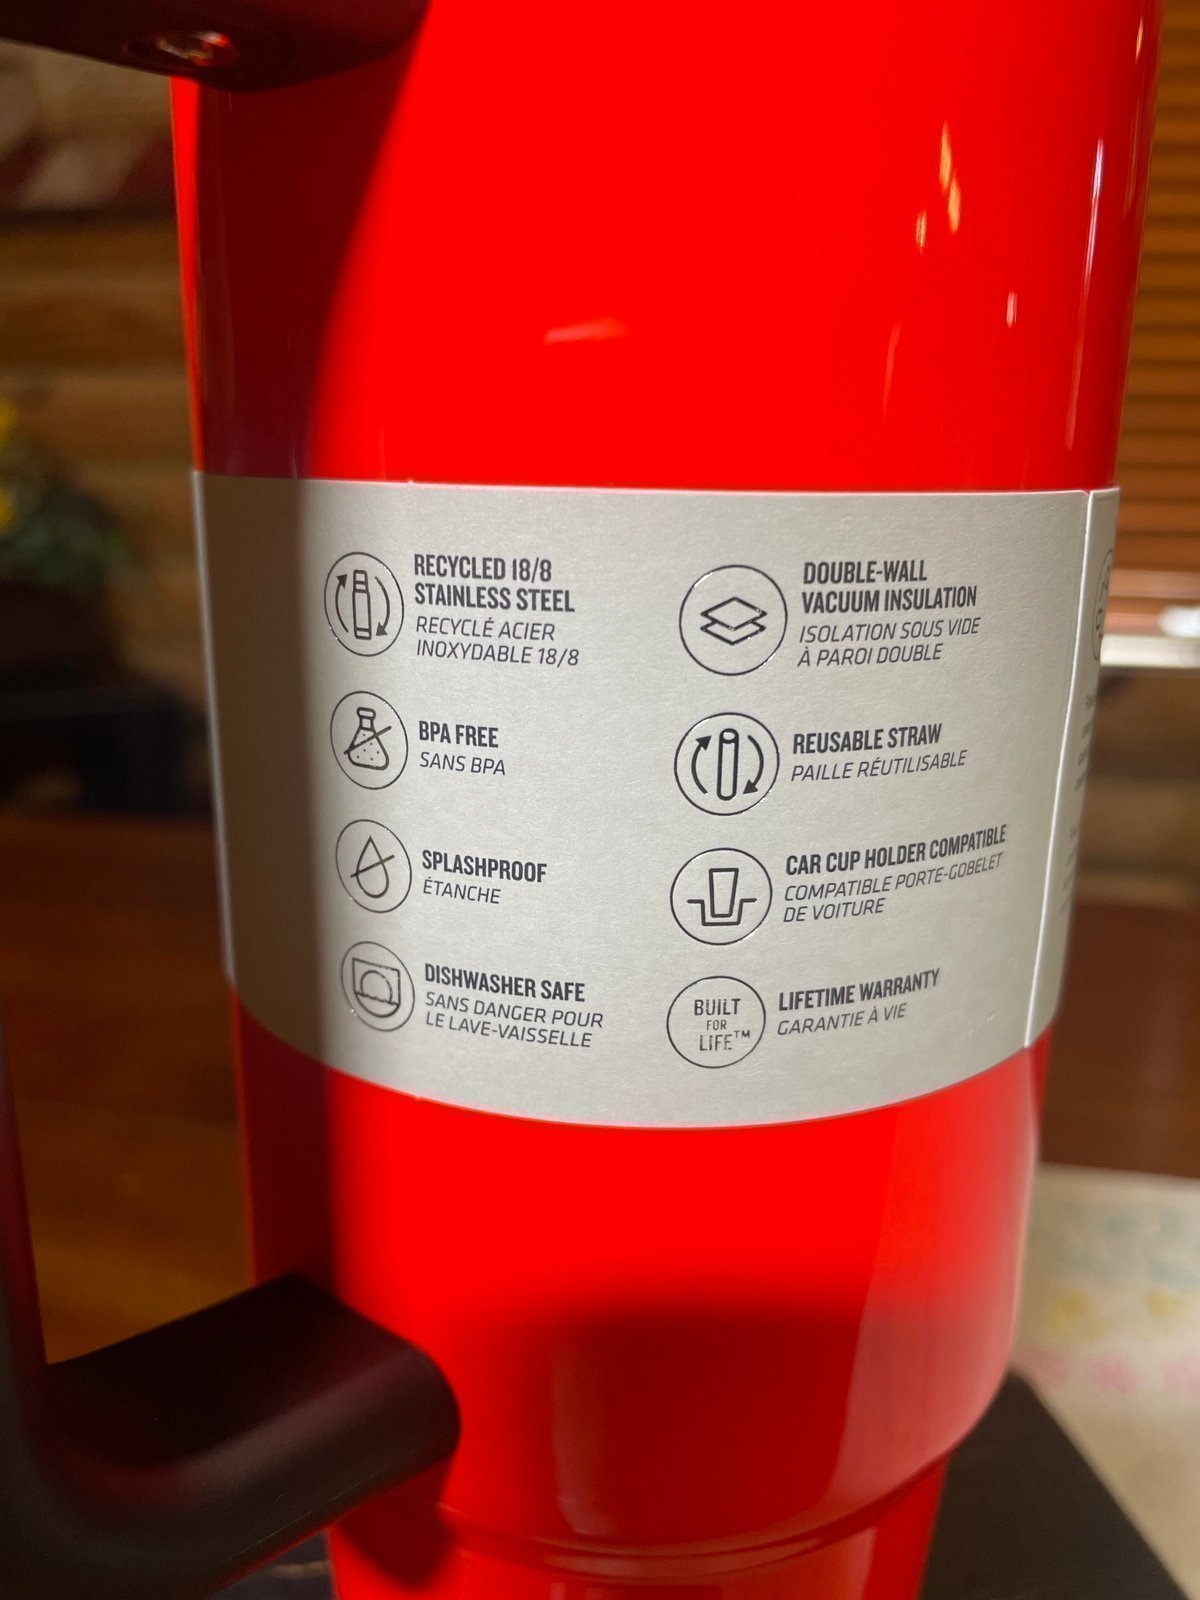 RECYCLED 18/8
STAINLESS STEEL
RECYCLÉ ACIER
INOXYDABLE 18/8
BPA FREE
SANS BPA
SPLASHPROOF
ÉTANCHE
DISHWASHER SAFE
SANS DANGER POUR
LE LAVE-VAISSELLE
DOUBLE-WALL
VACUUM INSULATION
ISOLATION SOUS VIDE
À PAROI DOUBLE
REUSABLE STRAW
PAILLE RÉUTILISABLE
CAR CUP HOLDER COMPATIBLE
COMPATIBLE PORTE-GOBELET
DE VOITURE
BUILT
FOR
LIFE™
LIFETIME WARRANTY
GARANTIE À VIE